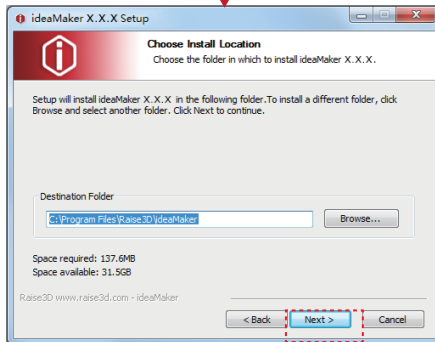 ideaMaker X.X.X Setup
Choose Install Location
Choose the folder in which to install ideaMaker X.X.X.
Setup will install ideaMaker X.X.X in the following folder.To install a different folder, click
Browse and select another folder. Click Next to continue.
Destination Folder
C:\Program Files\Raise3D\ideaMaker
Browse...
Space required: 137.6MB
Space available: 31.5GB
Raise3D www.raise3d.com - ideaMaker
< Back
Next >
Cancel